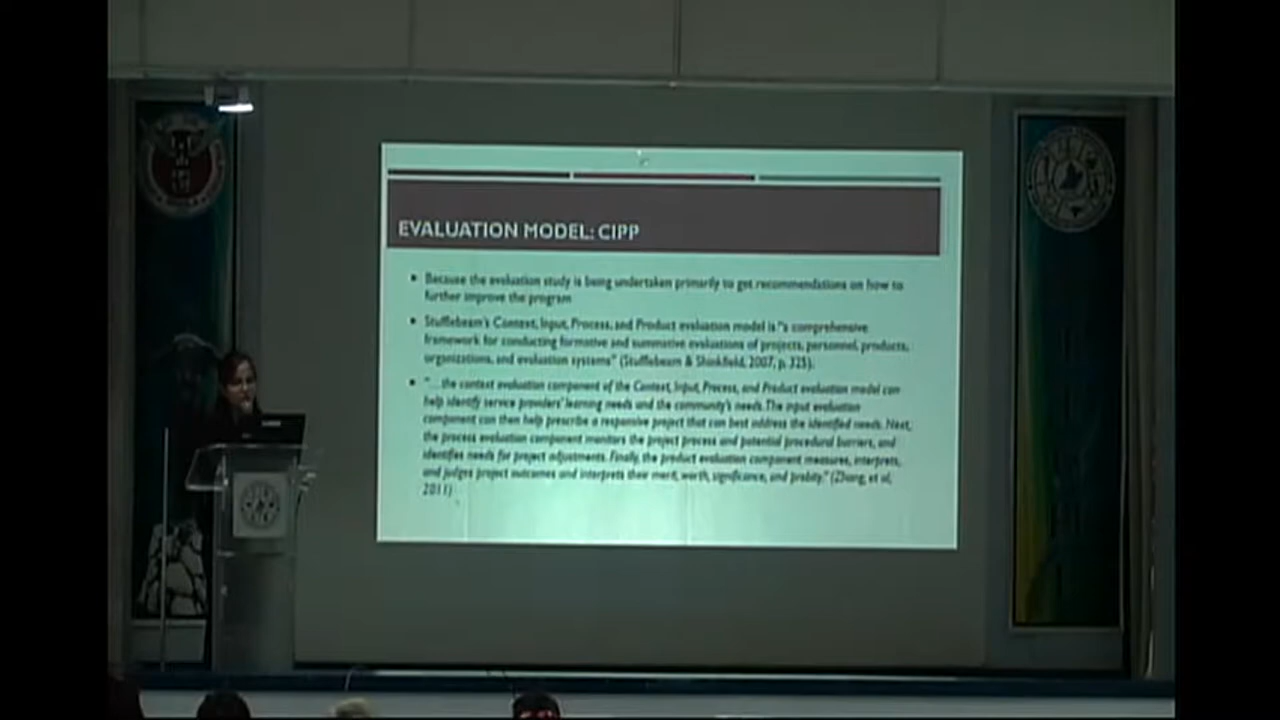 EVALUATION MODEL: CIPP
• Because the evaluation study is being undertaken primarily to get recommendations on how to
further improve the program
• Stufflebeam's Context, Input, Process, and Product evaluation model is "a comprehensive
framework for conducting formative and summative evaluations of projects, personnel, products,
organizations, and evaluation systems" (Stufflebeam & Shinkfield, 2007, p. 325).
• "…the context evaluation component of the Context, Input, Process, and Product evaluation model can
help identify service providers' learning needs and the community's needs. The input evaluation
component can then help prescribe a responsive project that can best address the identified needs. Next,
the process evaluation component monitors the project process and potential procedural barriers, and
identifies needs for project adjustments. Finally, the product evaluation component measures, interprets,
and judges project outcomes and interprets their merit, worth, significance, and probity." (Zhang, et al,
2011)